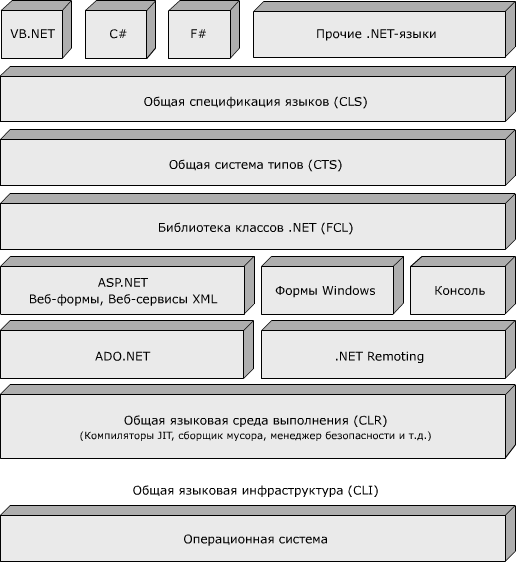 VB.NET
C#
F#
Прочие .NET-языки
Общая спецификация языков (CLS)
Общая система типов (CTS)
Библиотека классов .NET (FCL)
ASP.NET
Веб-формы, Веб-сервисы XML
Формы Windows
Консоль
ADO.NET
.NET Remoting
Общая языковая среда выполнения (CLR)
(Компиляторы JIT, сборщик мусора, менеджер безопасности и т.д.)
Общая языковая инфраструктура (CLI)
Операционная система